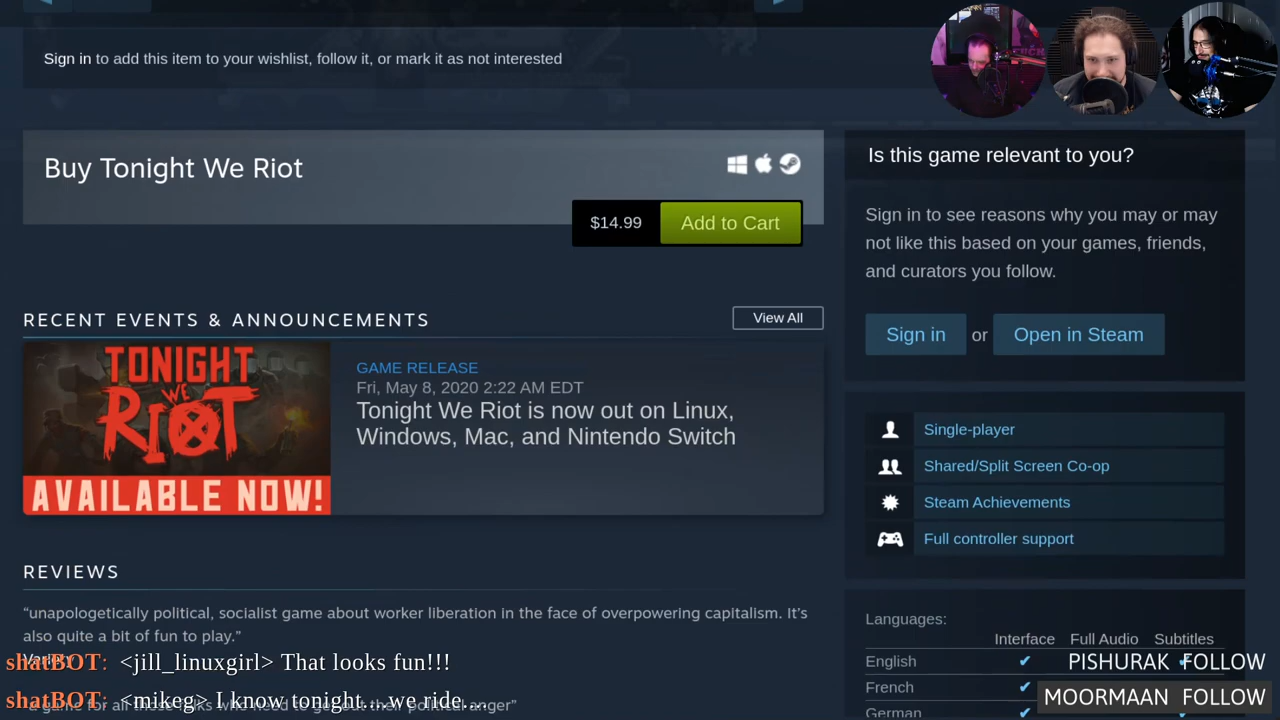 Sign in to add this item to your wishlist, follow it, or mark it as not interested
Buy Tonight We Riot
$14.99
Add to Cart
RECENT EVENTS & ANNOUNCEMENTS
View All
TONIGHT
WE
RIOT
AVAILABLE NOW!
GAME RELEASE
Fri, May 8, 2020 2:22 AM EDT
Tonight We Riot is now out on Linux,
Windows, Mac, and Nintendo Switch
REVIEWS
“unapologetically political, socialist game about worker liberation in the face of overpowering capitalism. It’s
also quite a bit of fun to play.”
shatBOT: <jill_linuxgirl> That looks fun!!!
shatBOT: <mikeg> I know tonight....we ride...
Is this game relevant to you?
Sign in to see reasons why you may or may
not like this based on your games, friends,
and curators you follow.
Sign in or Open in Steam
Single-player
Shared/Split Screen Co-op
Steam Achievements
Full controller support
Languages:
Interface Full Audio Subtitles
English
French
German
PISHURAK FOLLOW
MOORMAAN FOLLOW